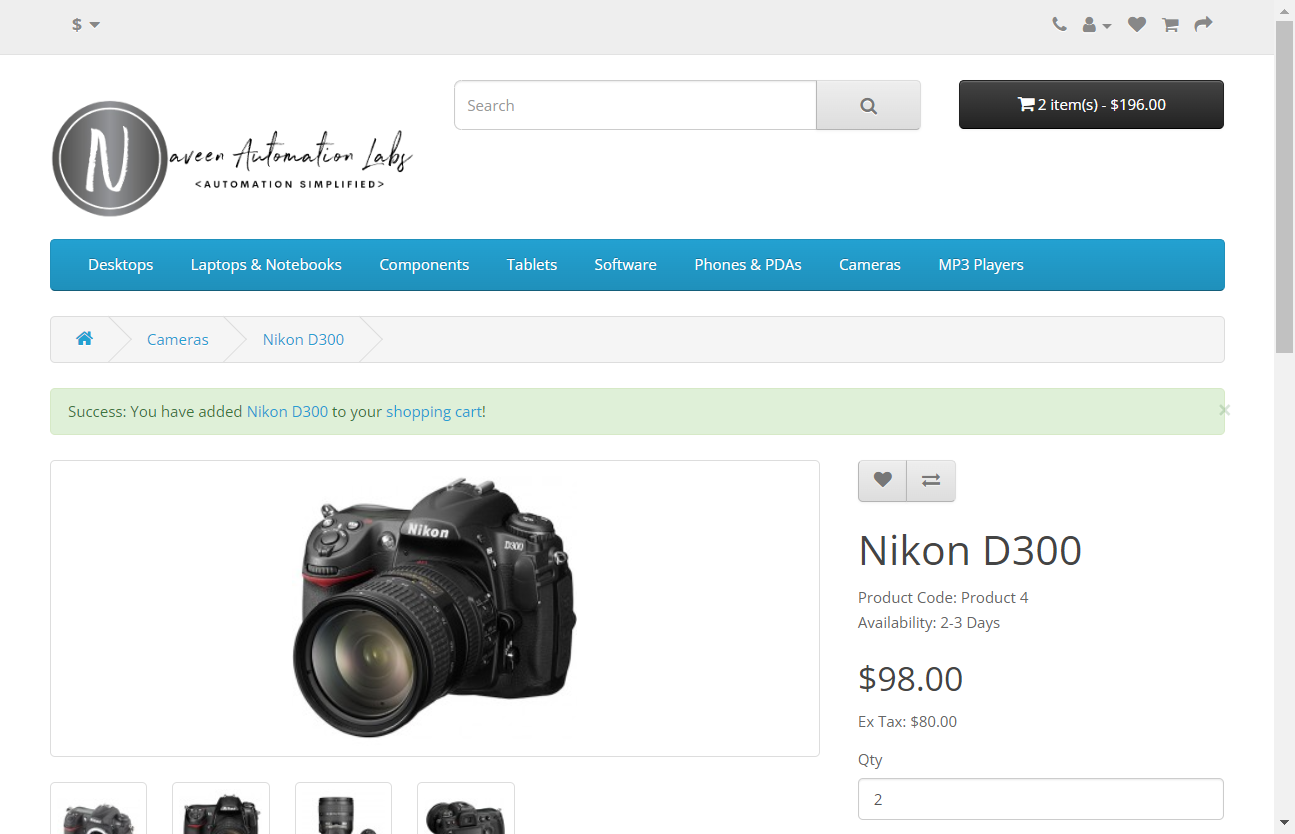 $
Search
2 item(s) - $196.00
N
aveen Automation Labs
<AUTOMATION SIMPLIFIED>
Desktops Laptops & Notebooks Components Tablets Software Phones & PDAs Cameras MP3 Players
Cameras Nikon D300
Success: You have added Nikon D300 to your shopping cart!
×
Nikon
D300
Nikon D300
Product Code: Product 4
Availability: 2-3 Days
$98.00
Ex Tax: $80.00
Qty
2